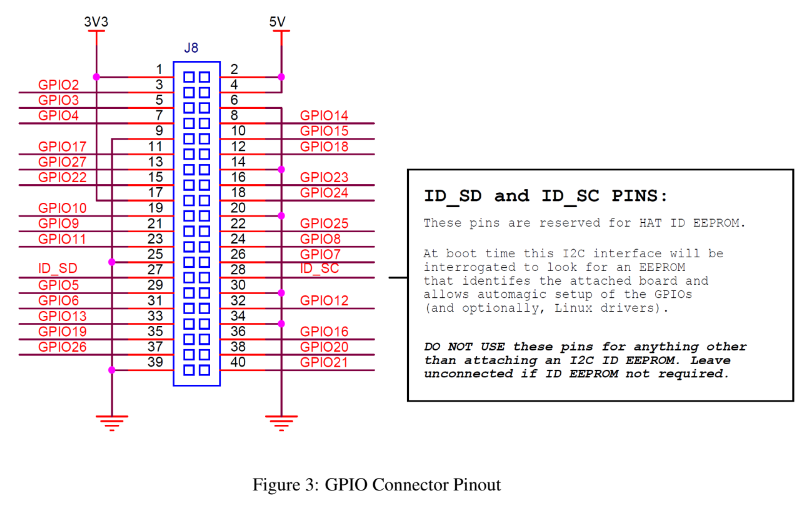 3V3 5V
J8
1 2
GPIO2 3 4
GPIO3 5 6
GPIO4 7 8 GPIO14
9 10 GPIO15
GPIO17 11 12 GPIO18
GPIO27 13 14
GPIO22 15 16 GPIO23
17 18 GPIO24
GPIO10 19 20
GPIO9 21 22 GPIO25
GPIO11 23 24 GPIO8
25 26 GPIO7
ID_SD 27 28 ID_SC
GPIO5 29 30
GPIO6 31 32 GPIO12
GPIO13 33 34
GPIO19 35 36 GPIO16
GPIO26 37 38 GPIO20
39 40 GPIO21
ID_SD and ID_SC PINS:
These pins are reserved for HAT ID EEPROM.
At boot time this I2C interface will be
interrogated to look for an EEPROM
that identifes the attached board and
allows automagic setup of the GPIOs
(and optionally, Linux drivers).
DO NOT USE these pins for anything other
than attaching an I2C ID EEPROM. Leave
unconnected if ID EEPROM not required.
Figure 3: GPIO Connector Pinout